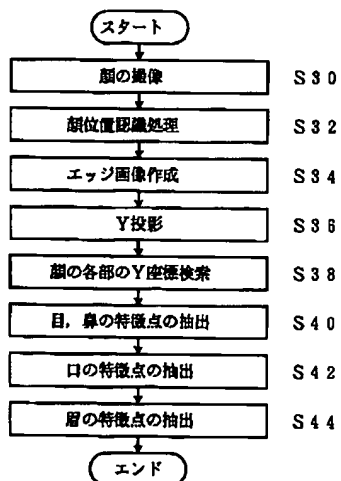 スタート
顔の撮像 S30
顔位置認識処理 S32
エッジ画像作成 S34
Y投影 S36
顔の各部のY座標検索 S38
目，鼻の特徴点の抽出 S40
口の特徴点の抽出 S42
眉の特徴点の抽出 S44
エンド